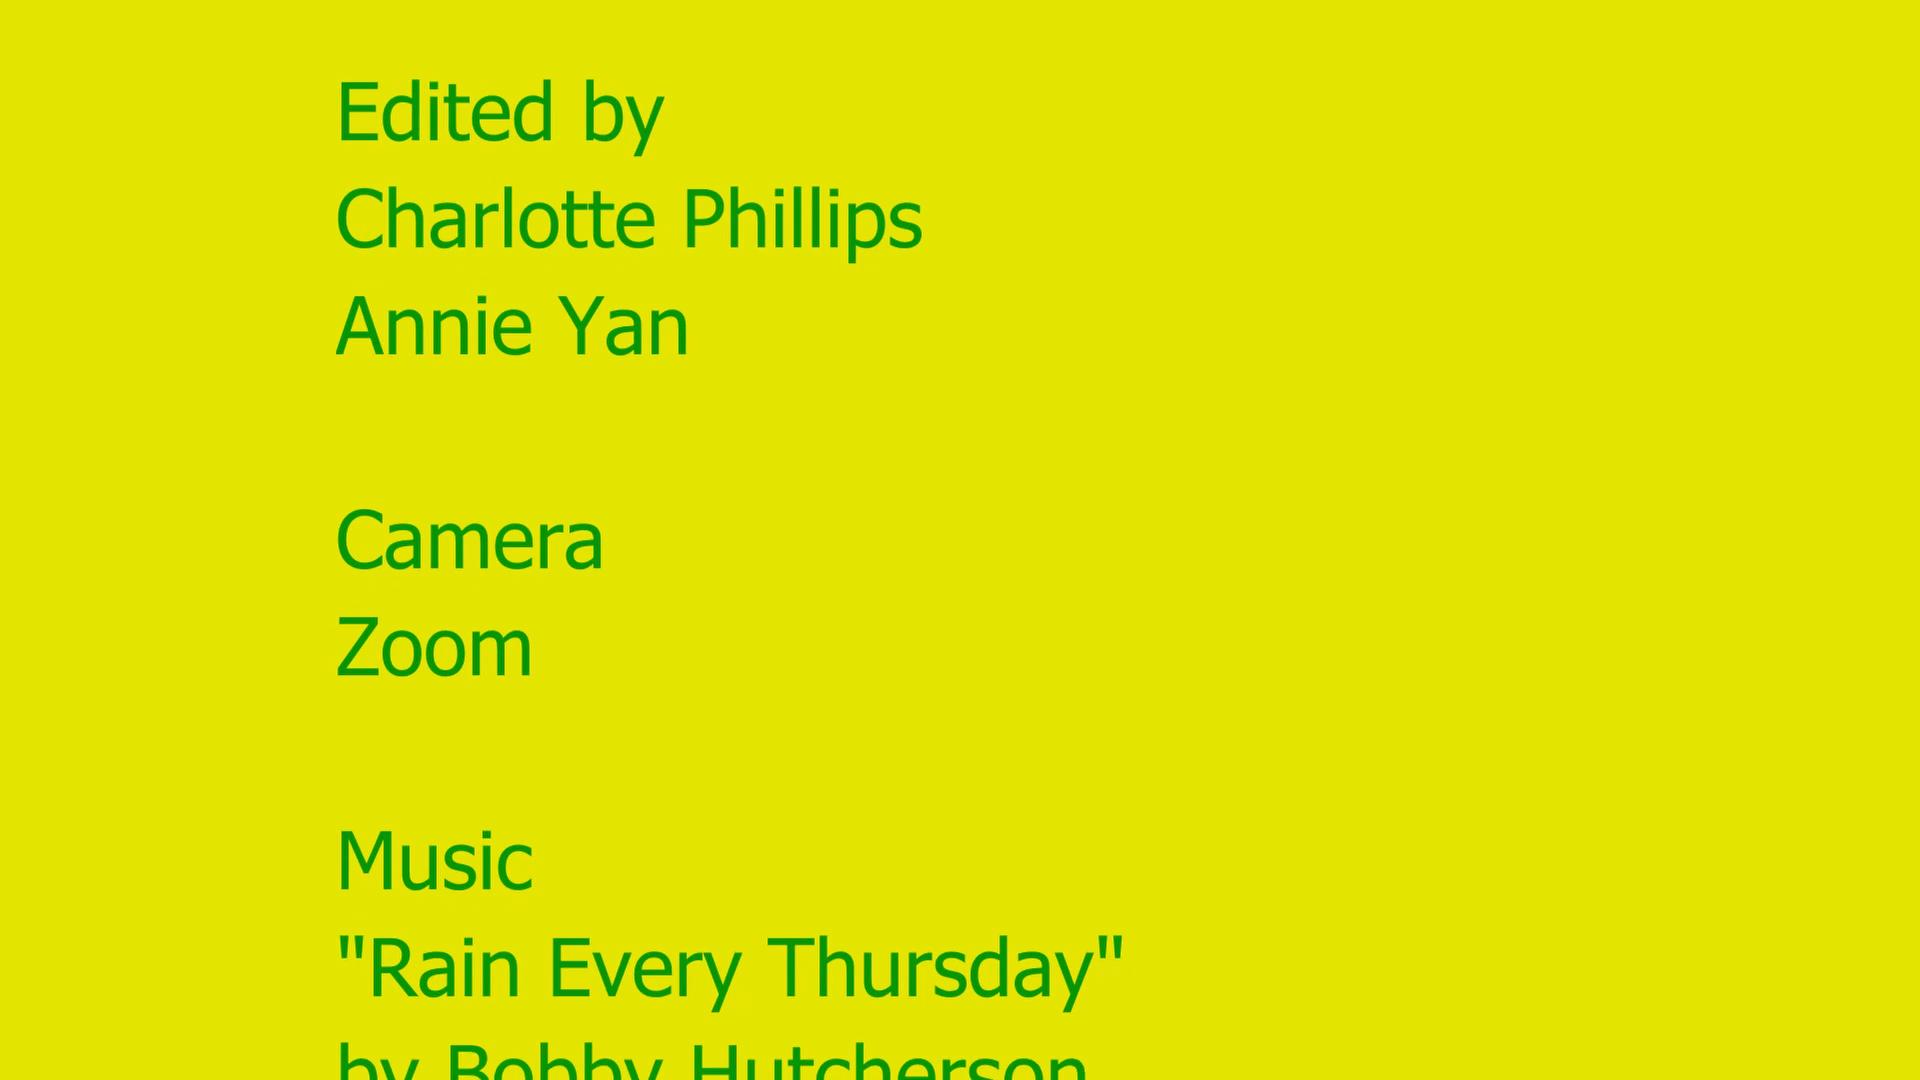 Edited by
Charlotte Phillips
Annie Yan
Camera
Zoom
Music
"Rain Every Thursday"
by Bobby Hutcherson